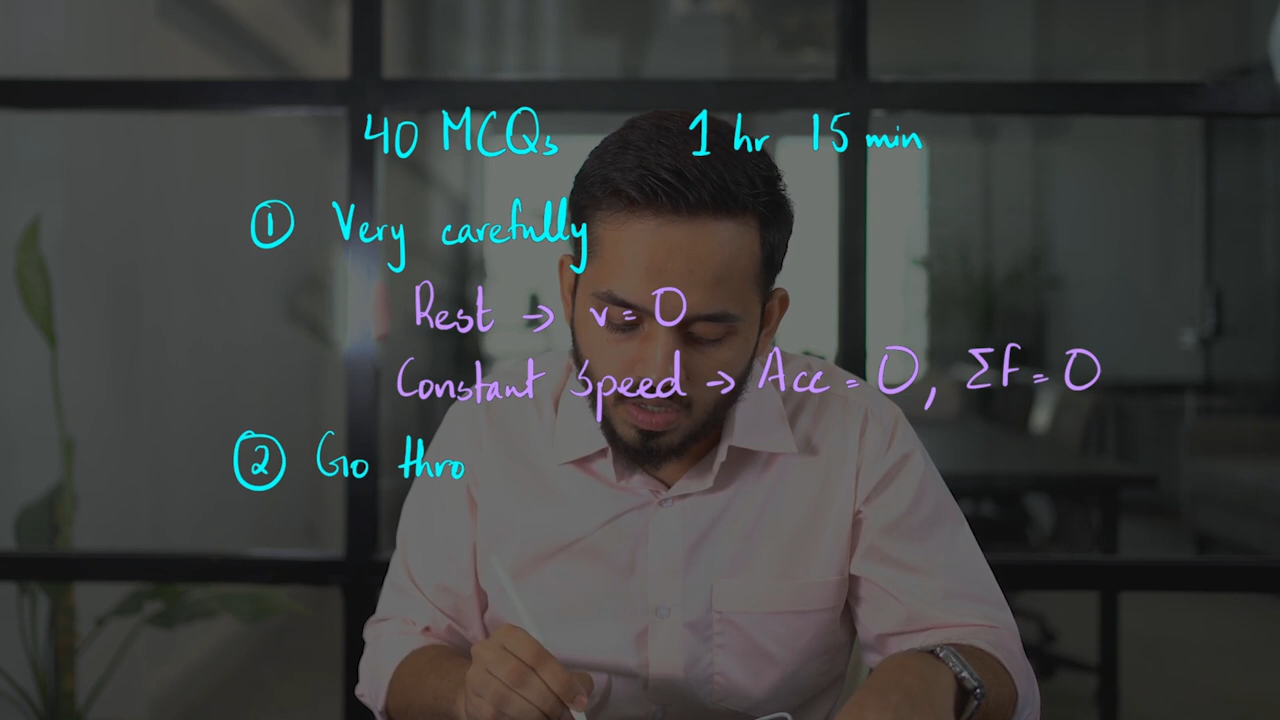 40 MCQs 1 hr 15 min
① Very carefully
Rest → v = 0
Constant Speed → Acc = 0, ΣF = 0
② Go thro